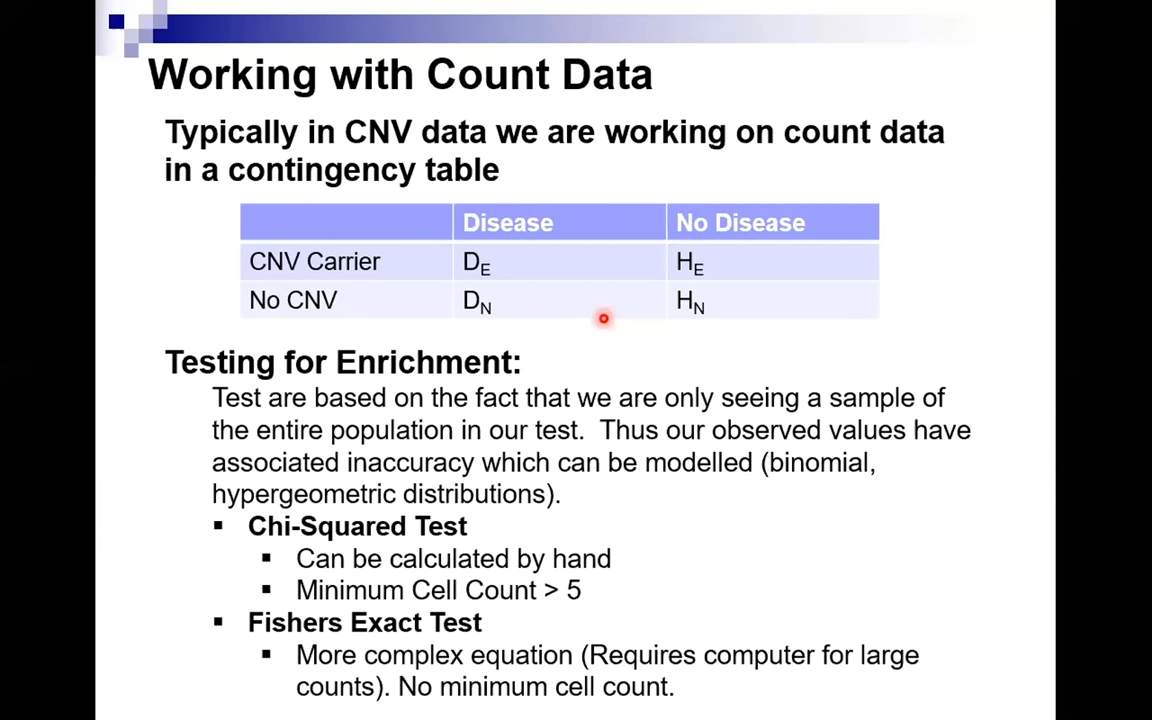 Working with Count Data
Typically in CNV data we are working on count data
in a contingency table
Disease No Disease
CNV Carrier D_E H_E
No CNV D_N H_N
Testing for Enrichment:
Test are based on the fact that we are only seeing a sample of
the entire population in our test.  Thus our observed values have
associated inaccuracy which can be modelled (binomial,
hypergeometric distributions).
▪ Chi-Squared Test
▪ Can be calculated by hand
▪ Minimum Cell Count > 5
▪ Fishers Exact Test
▪ More complex equation (Requires computer for large
counts). No minimum cell count.